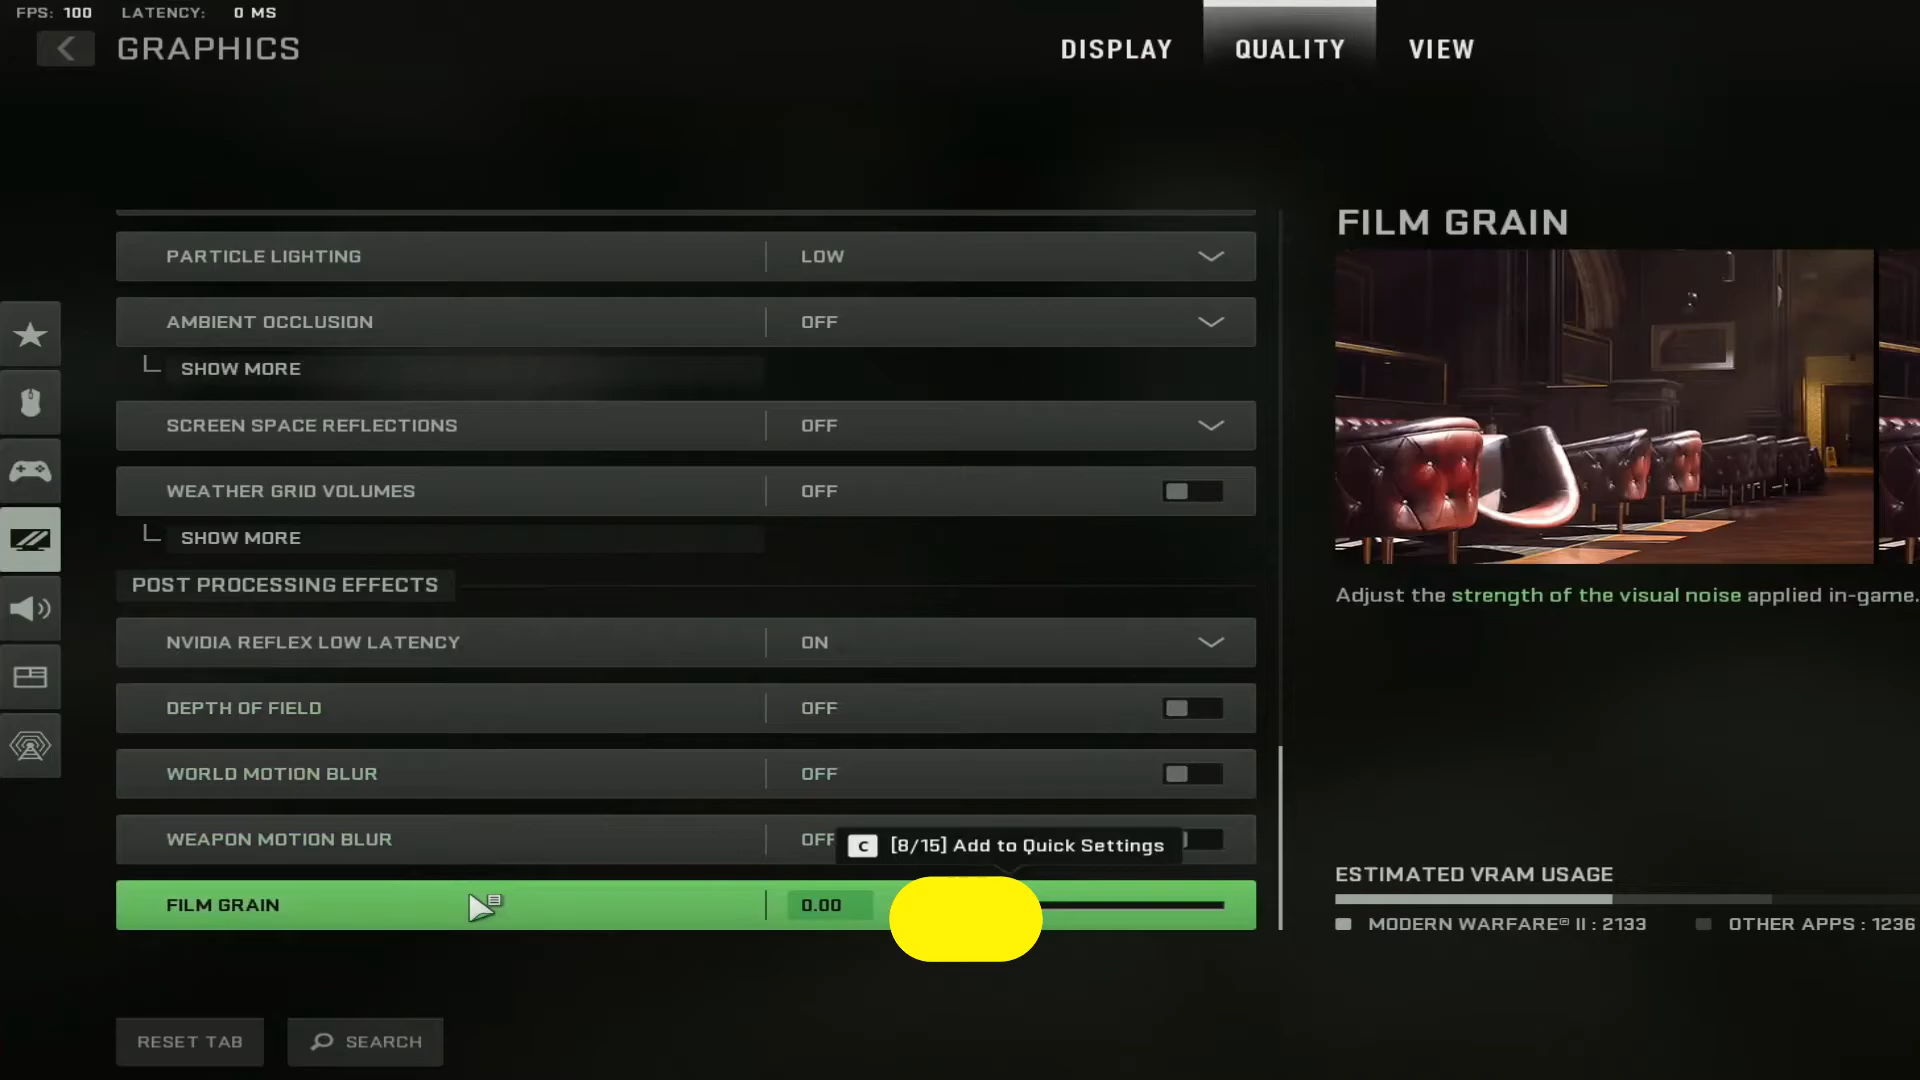 FPS: 100 LATENCY: 0 MS
GRAPHICS
DISPLAY QUALITY VIEW
PARTICLE LIGHTING LOW
AMBIENT OCCLUSION OFF
SHOW MORE
SCREEN SPACE REFLECTIONS OFF
WEATHER GRID VOLUMES OFF
SHOW MORE
POST PROCESSING EFFECTS
NVIDIA REFLEX LOW LATENCY ON
DEPTH OF FIELD OFF
WORLD MOTION BLUR OFF
WEAPON MOTION BLUR OFF
C [8/15] Add to Quick Settings
FILM GRAIN 0.00
RESET TAB SEARCH
FILM GRAIN
Adjust the strength of the visual noise applied in-game.
ESTIMATED VRAM USAGE
MODERN WARFARE® II : 2133 OTHER APPS : 1236